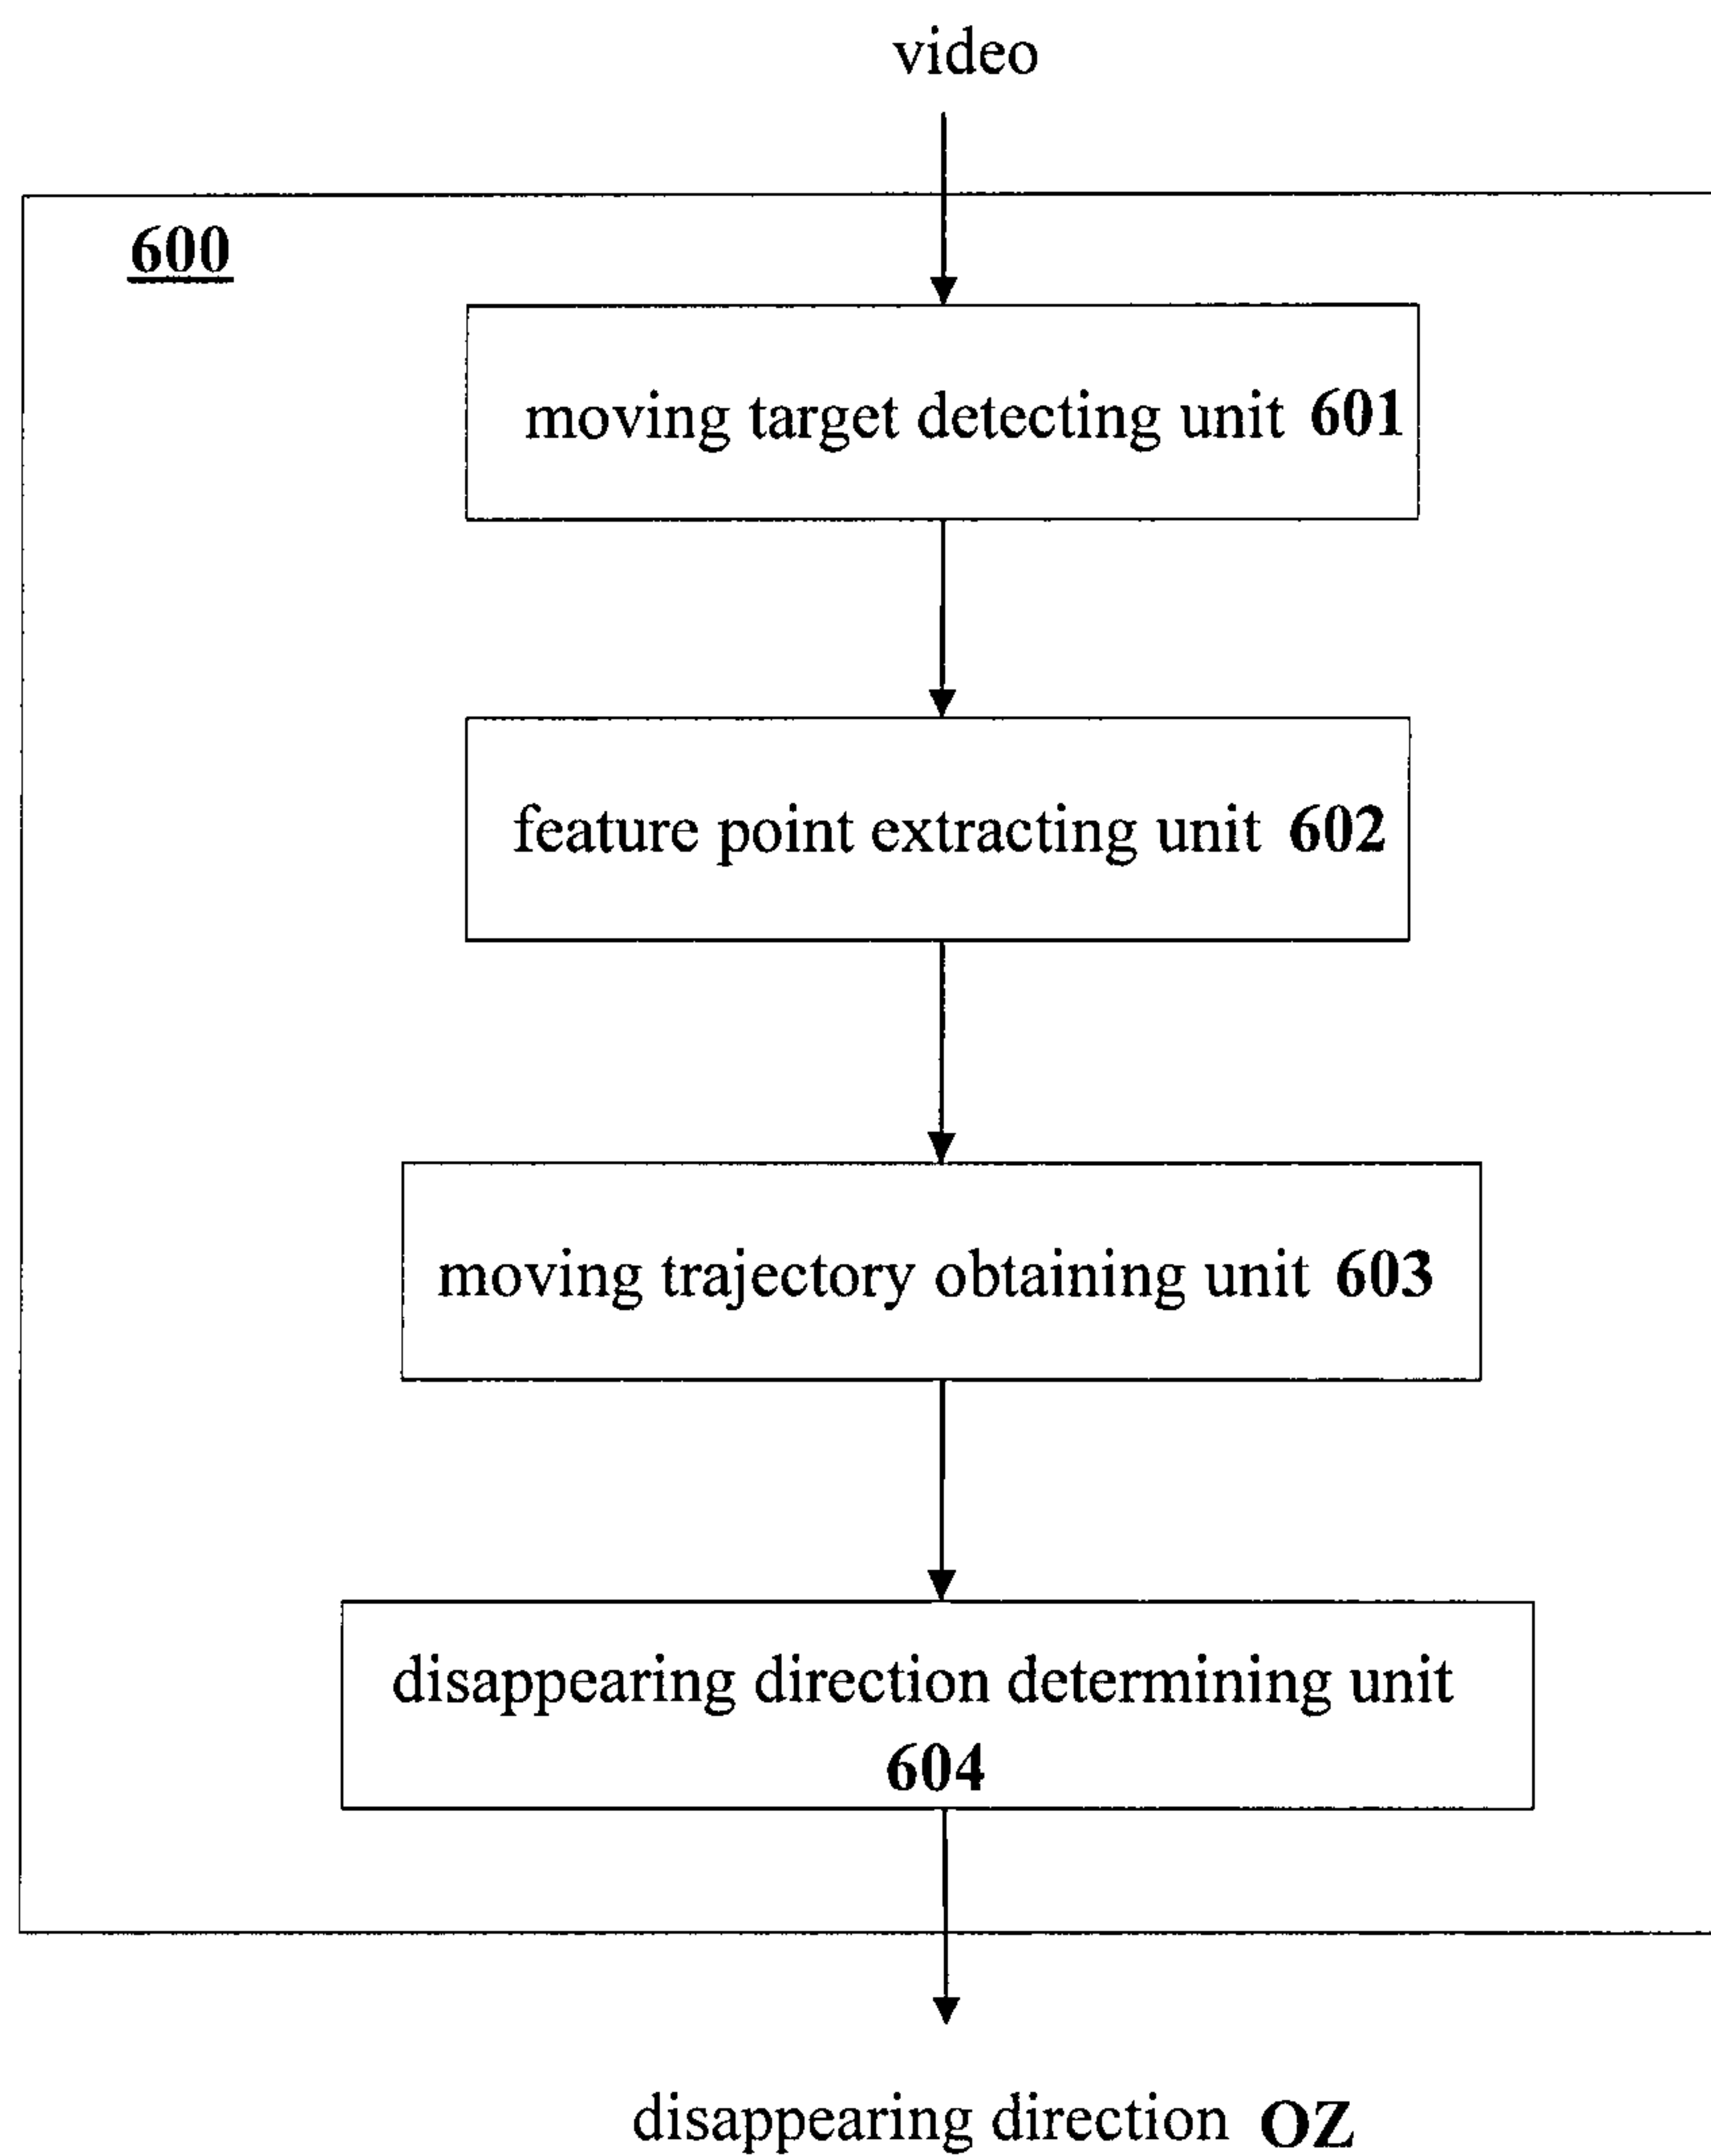 video
600
moving target detecting unit 601
feature point extracting unit 602
moving trajectory obtaining unit 603
disappearing direction determining unit
604
disappearing direction OZ